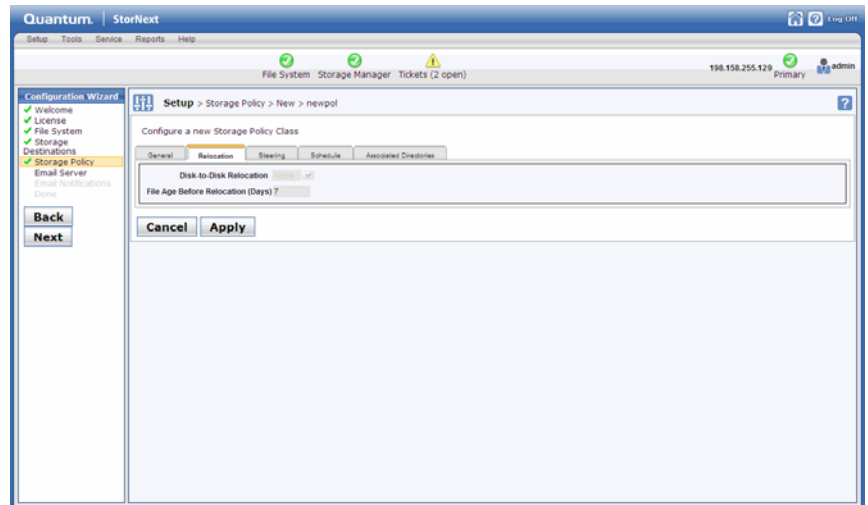 Quantum. StorNext
Log Off
Setup Tools Service Reports Help
File System Storage Manager Tickets (2 open)
198.158.255.129 Primary admin
Configuration Wizard
Welcome
License
File System
Storage
Destinations
Storage Policy
Email Server
Email Notifications
Done
Back
Next
Setup > Storage Policy > New > newpol
?
Configure a new Storage Policy Class
General Relocation Steering Schedule Associated Directories
Disk-to-Disk Relocation
File Age Before Relocation (Days) 7
Cancel Apply